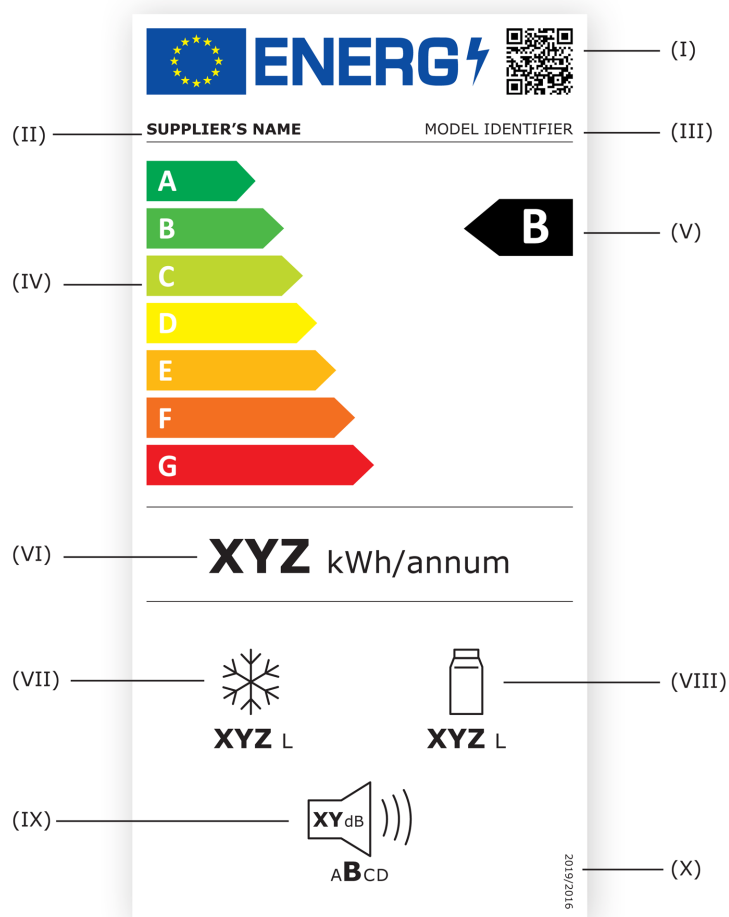 ENERG
(I)
(II)
SUPPLIER'S NAME
MODEL IDENTIFIER
(III)
A
B
B
(V)
(IV)
C
D
E
F
G
(VI)
XYZ kWh/annum
(VII)
(VIII)
XYZ L
XYZ L
(IX)
XY dB
ABCD
2019/2016
(X)